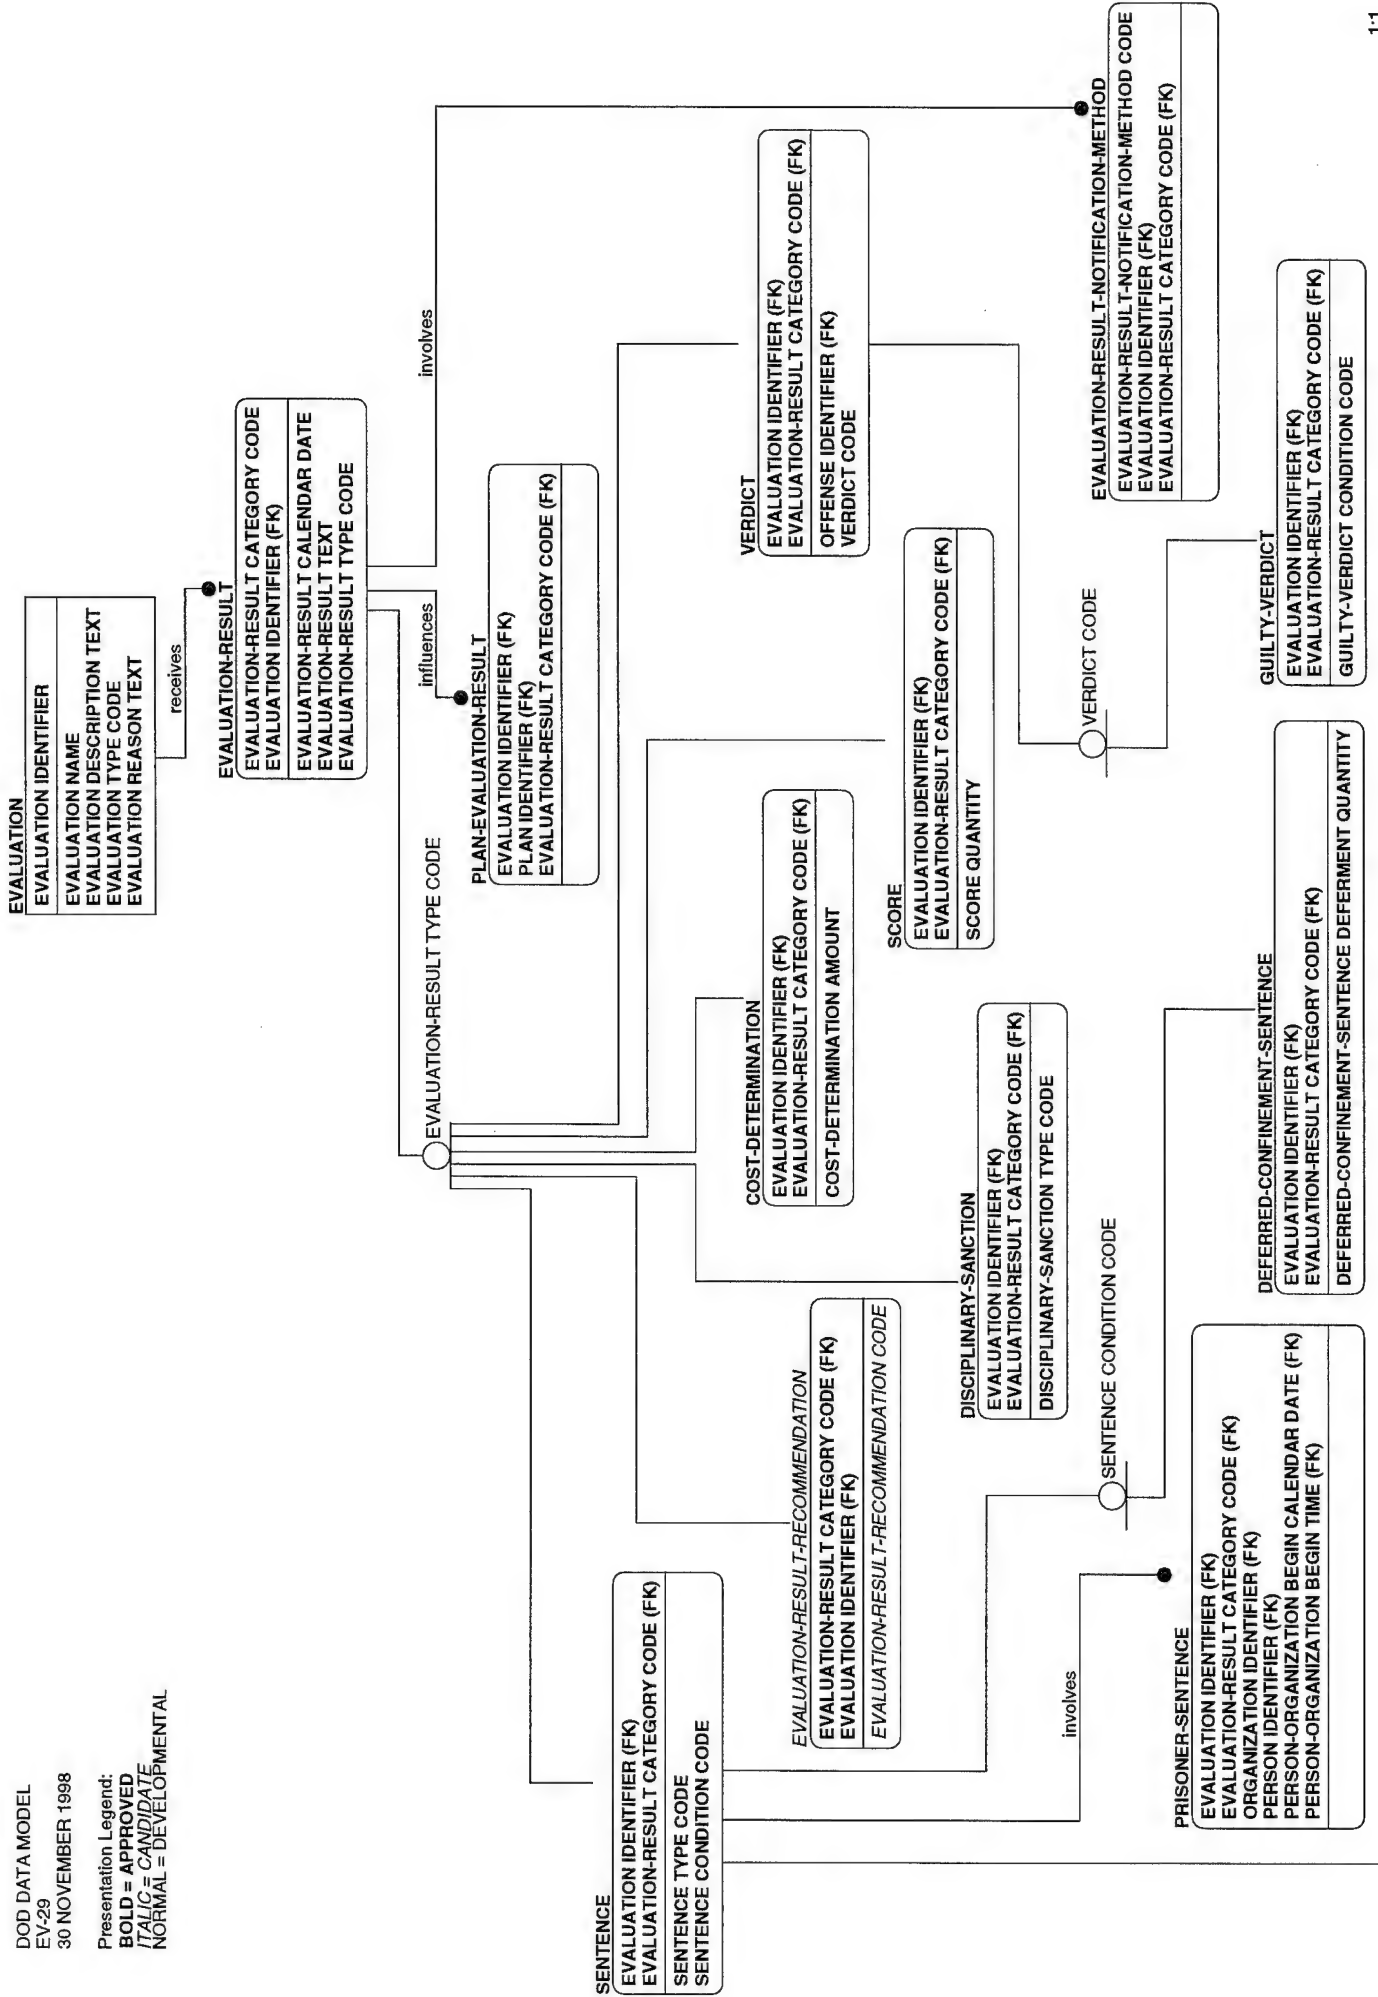 DOD DATA MODEL
EV-29
30 NOVEMBER 1998
Presentation Legend:
BOLD = APPROVED
ITALIC = CANDIDATE
NORMAL = DEVELOPMENTAL
EVALUATION
EVALUATION IDENTIFIER
EVALUATION NAME
EVALUATION DESCRIPTION TEXT
EVALUATION TYPE CODE
EVALUATION REASON TEXT
receives
EVALUATION-RESULT
EVALUATION-RESULT CATEGORY CODE
EVALUATION IDENTIFIER (FK)
EVALUATION-RESULT CALENDAR DATE
EVALUATION-RESULT TEXT
EVALUATION-RESULT TYPE CODE
influences
involves
EVALUATION-RESULT TYPE CODE
PLAN-EVALUATION-RESULT
EVALUATION IDENTIFIER (FK)
PLAN IDENTIFIER (FK)
EVALUATION-RESULT CATEGORY CODE (FK)
SENTENCE
EVALUATION IDENTIFIER (FK)
EVALUATION-RESULT CATEGORY CODE (FK)
SENTENCE TYPE CODE
SENTENCE CONDITION CODE
EVALUATION-RESULT-RECOMMENDATION
EVALUATION-RESULT CATEGORY CODE (FK)
EVALUATION IDENTIFIER (FK)
EVALUATION-RESULT-RECOMMENDATION CODE
COST-DETERMINATION
EVALUATION IDENTIFIER (FK)
EVALUATION-RESULT CATEGORY CODE (FK)
COST-DETERMINATION AMOUNT
VERDICT
EVALUATION IDENTIFIER (FK)
EVALUATION-RESULT CATEGORY CODE (FK)
OFFENSE IDENTIFIER (FK)
VERDICT CODE
DISCIPLINARY-SANCTION
EVALUATION IDENTIFIER (FK)
EVALUATION-RESULT CATEGORY CODE (FK)
DISCIPLINARY-SANCTION TYPE CODE
SCORE
EVALUATION IDENTIFIER (FK)
EVALUATION-RESULT CATEGORY CODE (FK)
SCORE QUANTITY
involves
SENTENCE CONDITION CODE
VERDICT CODE
EVALUATION-RESULT-NOTIFICATION-METHOD
EVALUATION-RESULT-NOTIFICATION-METHOD CODE
EVALUATION IDENTIFIER (FK)
EVALUATION-RESULT CATEGORY CODE (FK)
PRISONER-SENTENCE
EVALUATION IDENTIFIER (FK)
EVALUATION-RESULT CATEGORY CODE (FK)
ORGANIZATION IDENTIFIER (FK)
PERSON IDENTIFIER (FK)
PERSON-ORGANIZATION BEGIN CALENDAR DATE (FK)
PERSON-ORGANIZATION BEGIN TIME (FK)
DEFERRED-CONFINEMENT-SENTENCE
EVALUATION IDENTIFIER (FK)
EVALUATION-RESULT CATEGORY CODE (FK)
DEFERRED-CONFINEMENT-SENTENCE DEFERMENT QUANTITY
GUILTY-VERDICT
EVALUATION IDENTIFIER (FK)
EVALUATION-RESULT CATEGORY CODE (FK)
GUILTY-VERDICT CONDITION CODE
1:1